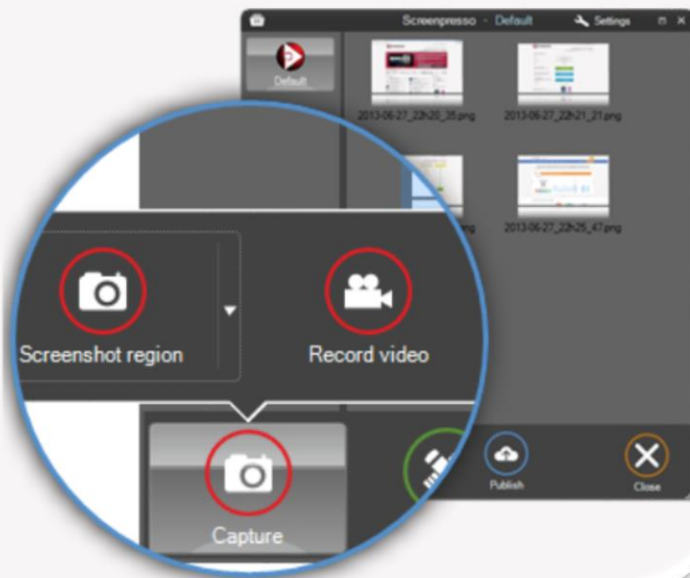 Screenpresso - Default Settings
Default
2013-06-27_22h20_35.png 2013-06-27_22h21_21.png
png 2013-06-27_22h25_47.png
Screenshot region Record video
Capture Publish Close